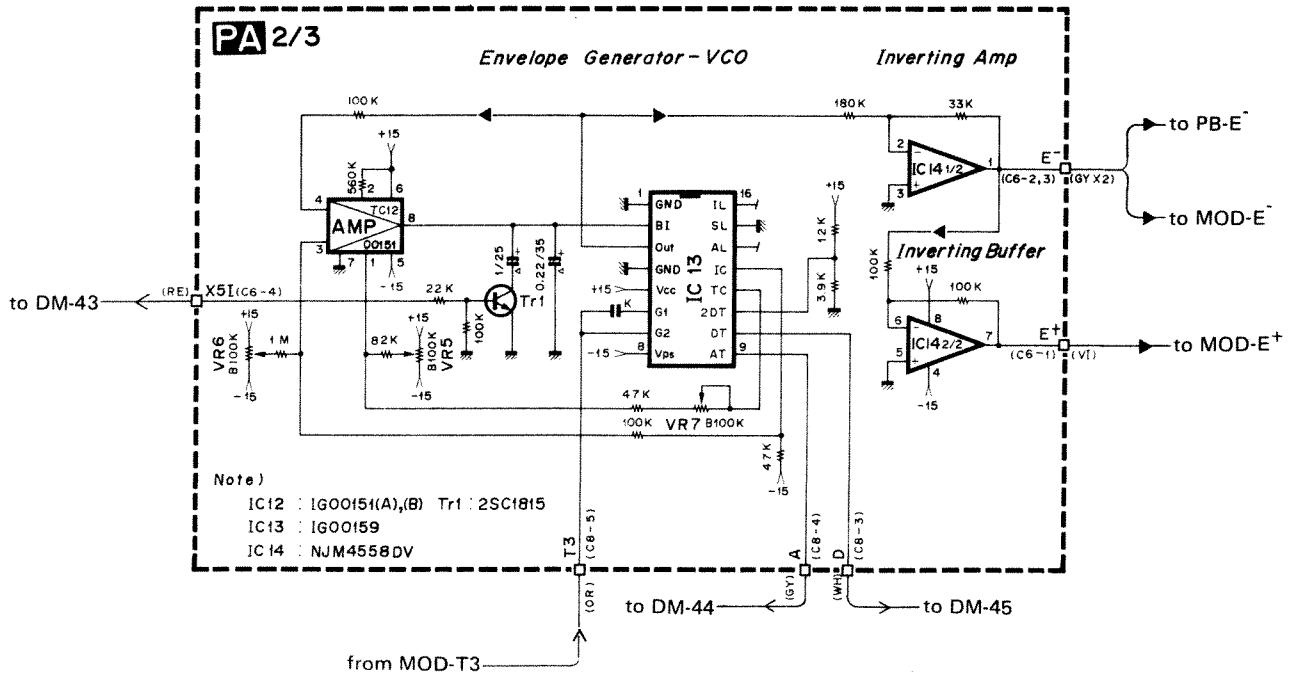 PA 2/3
Envelope Generator - VCO
Inverting Amp
100K
180K
33K
+15
560K
2
6
4
IC12
AMP
00151
8
3
7
1
5
-15
1
GND
IL
16
BI
SL
Out
AL
GND
IC
+15
Vcc
TC
K
G1
2DT
G2
DT
-15
8
Vps
AT
9
IC 13
+15
12K
3.9K
2
-
3
+
IC14 1/2
1
E-
(C6-2,3)
(GYX2)
to PB-E-
to MOD-E-
Inverting Buffer
100K
+15
100K
6
-
8
5
+
IC14 2/2
7
4
-15
E+
(C6-1)
(VI)
to MOD-E+
1/25
+
0.22/35
+
to DM-43
(RE)
X5I(C6-4)
22K
100K
Tr1
+15
VR6
B100K
-15
1M
82K
+15
B100K
VR5
-15
47K
VR7 B100K
100K
47K
-15
Note)
IC12 : IG00151(A),(B) Tr1 : 2SC1815
IC13 : IG00159
IC14 : NJM4558DV
T3
(C8-5)
A
(C8-4)
D
(C8-3)
(OR)
(GY)
(WH)
to DM-44
to DM-45
from MOD-T3